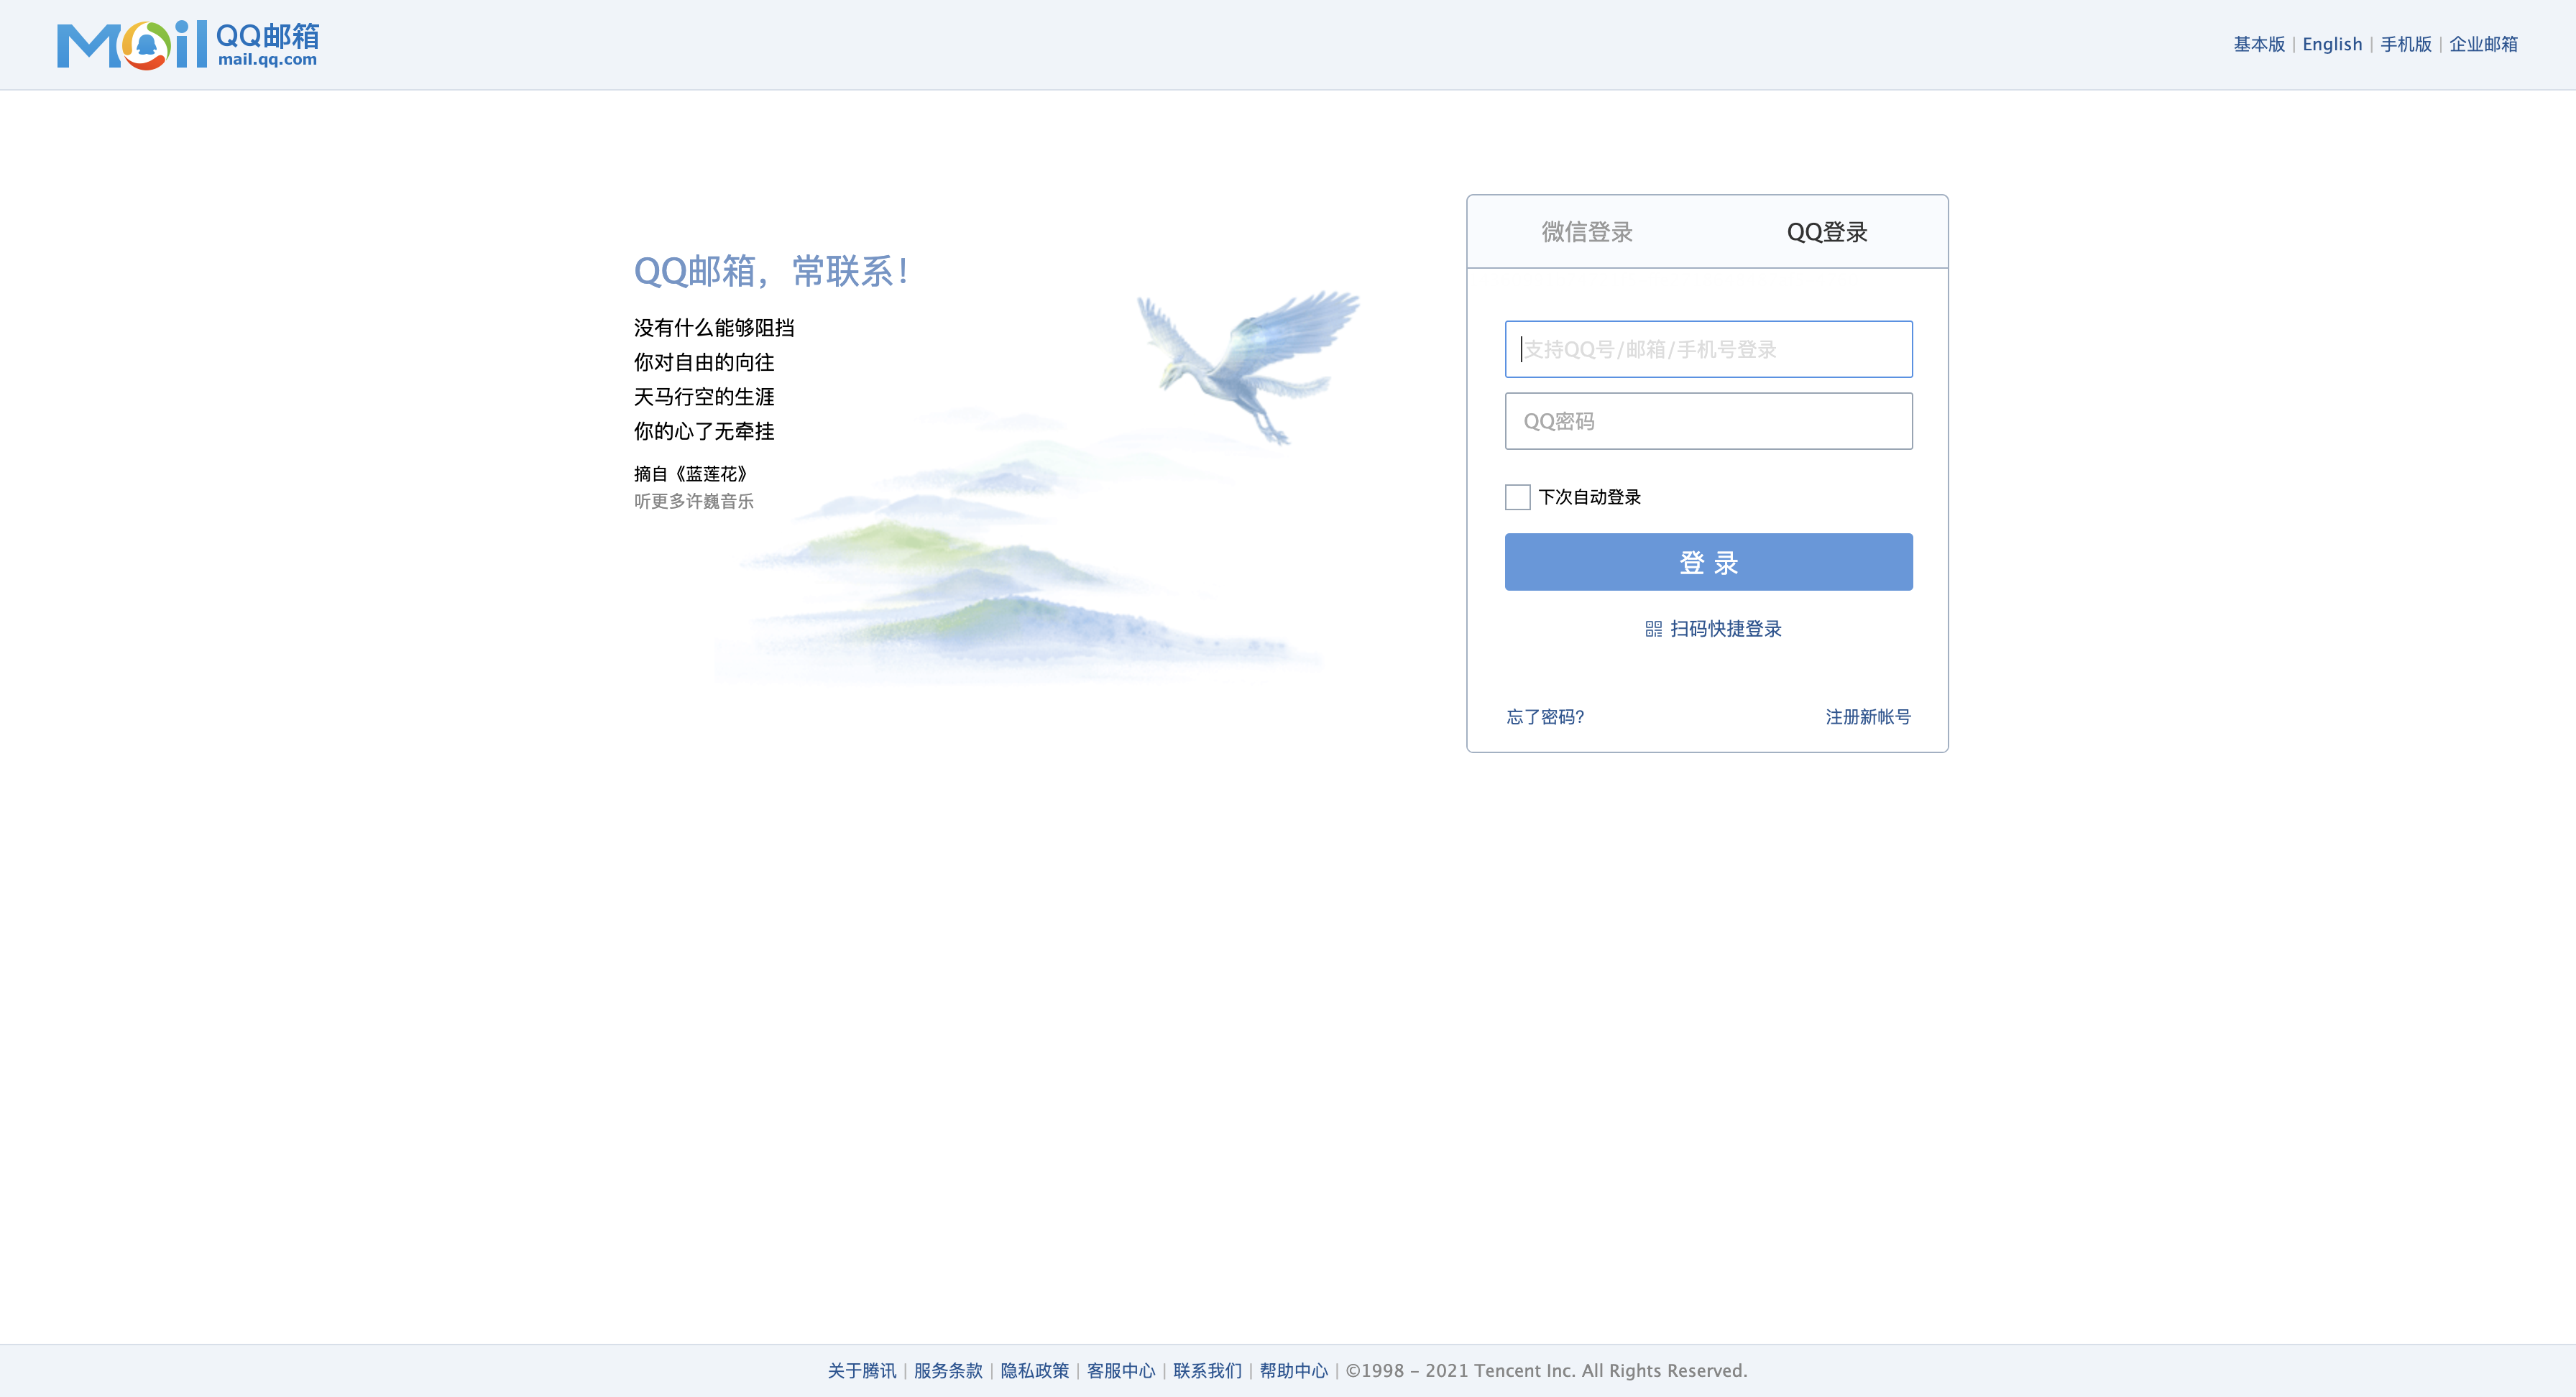 Mail QQ邮箱
mail.qq.com
基本版 | English | 手机版 | 企业邮箱
QQ邮箱，常联系！
没有什么能够阻挡
你对自由的向往
天马行空的生涯
你的心了无牵挂
摘自《蓝莲花》
听更多许巍音乐
微信登录 QQ登录
支持QQ号/邮箱/手机号登录
QQ密码
下次自动登录
登 录
扫码快捷登录
忘了密码? 注册新帐号
关于腾讯 | 服务条款 | 隐私政策 | 客服中心 | 联系我们 | 帮助中心 | ©1998 - 2021 Tencent Inc. All Rights Reserved.